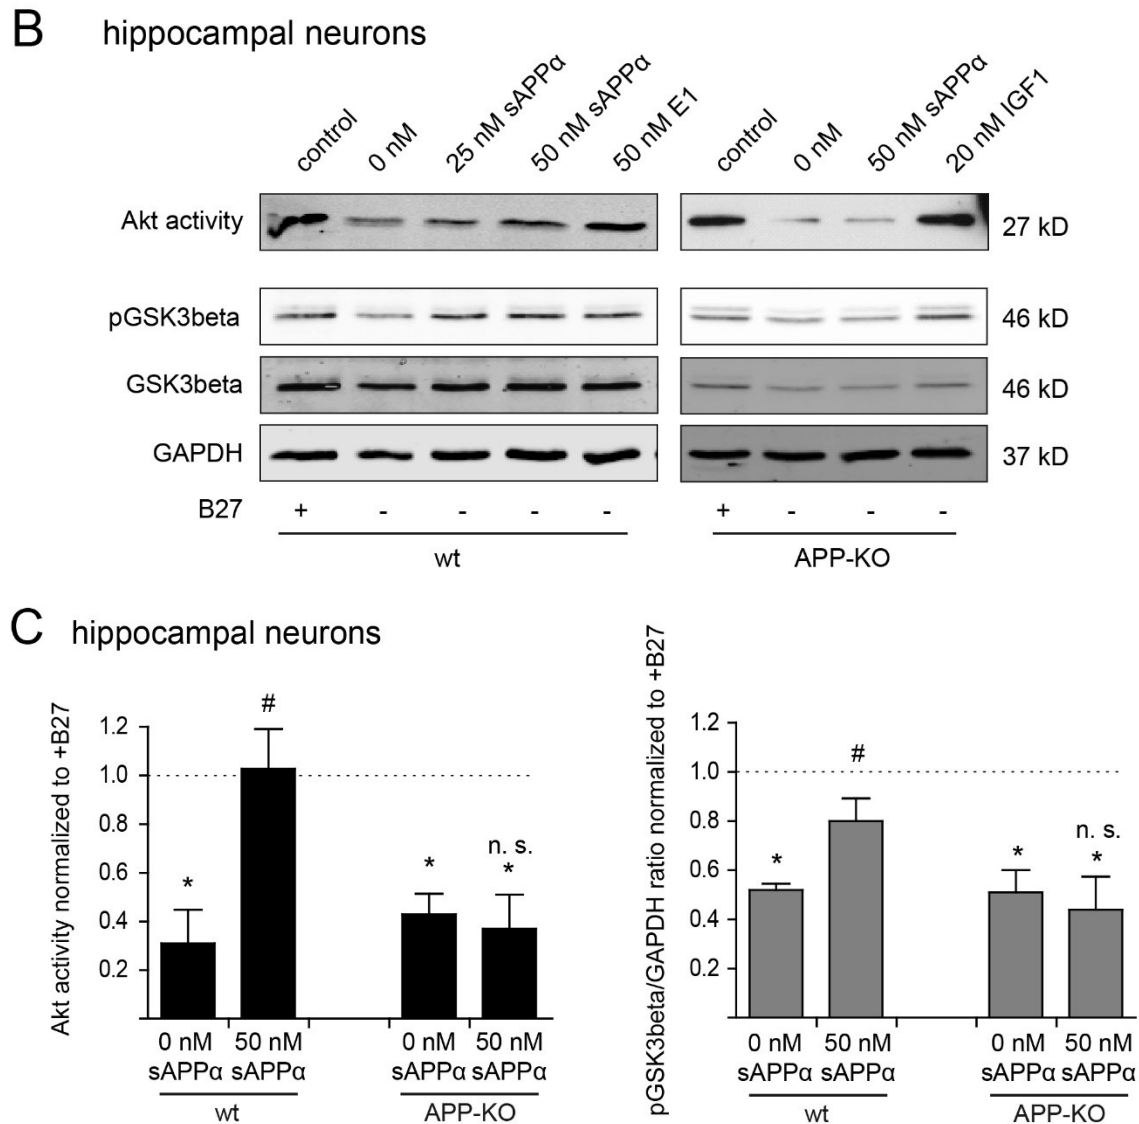 B hippocampal neurons
control 0 nM 25 nM sAPPα 50 nM sAPPα 50 nM E1 control 0 nM 50 nM sAPPα 20 nM IGF1
Akt activity 27 kD
pGSK3beta 46 kD
GSK3beta 46 kD
GAPDH 37 kD
B27 + - - - - + - - -
wt APP-KO
C hippocampal neurons
Akt activity normalized to +B27
1.2
1.0
0.8
0.6
0.4
0.2
#
*
*
n. s.
*
0 nM 50 nM 0 nM 50 nM
sAPPα sAPPα sAPPα sAPPα
wt APP-KO
pGSK3beta/GAPDH ratio normalized to +B27
1.2
1.0
0.8
0.6
0.4
0.2
#
*
*
n. s.
*
0 nM 50 nM 0 nM 50 nM
sAPPα sAPPα sAPPα sAPPα
wt APP-KO